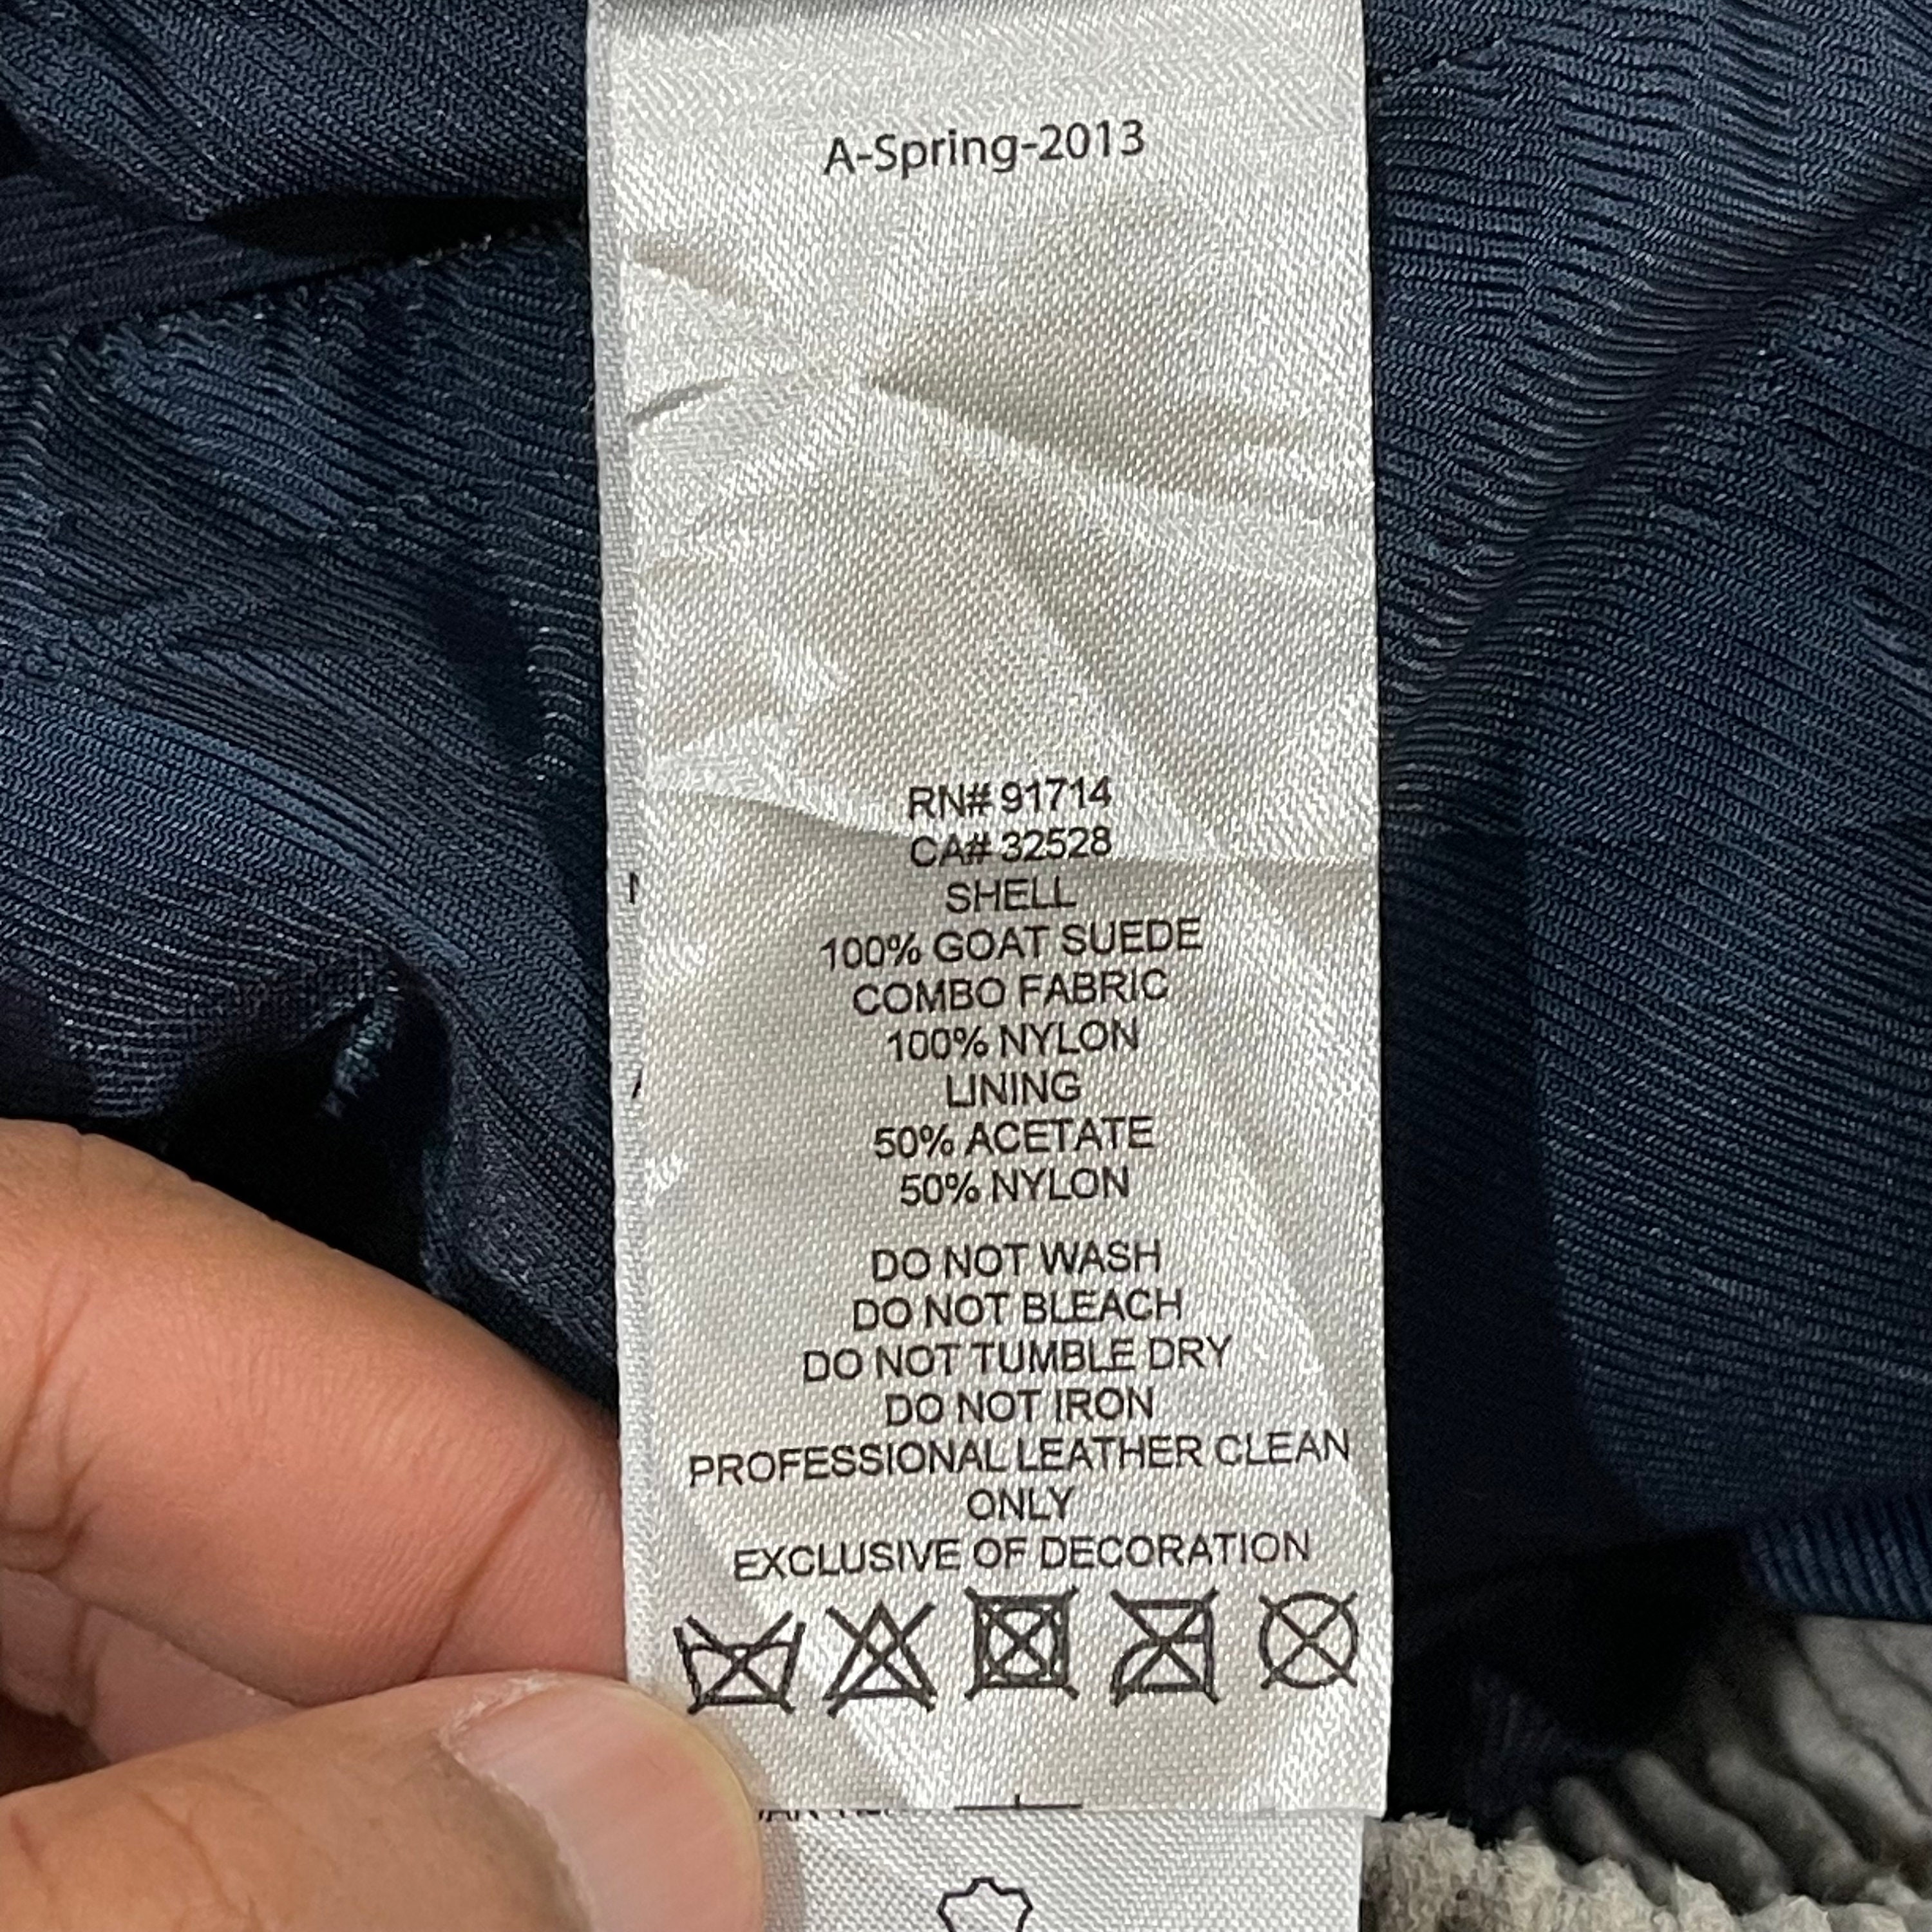 A-Spring-2013
RN# 91714
CA# 32528
SHELL
100% GOAT SUEDE
COMBO FABRIC
100% NYLON
LINING
50% ACETATE
50% NYLON
DO NOT WASH
DO NOT BLEACH
DO NOT TUMBLE DRY
DO NOT IRON
PROFESSIONAL LEATHER CLEAN
ONLY
EXCLUSIVE OF DECORATION